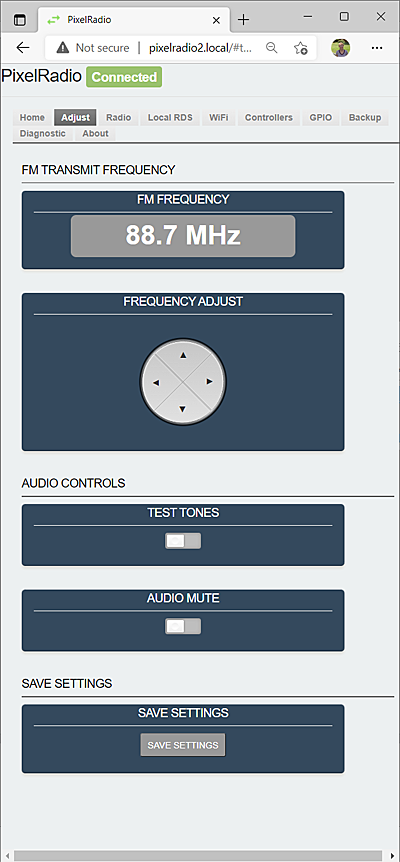 PixelRadio
Not secure | pixelradio2.local/#t...
PixelRadio Connected
Home Adjust Radio Local RDS WiFi Controllers GPIO Backup
Diagnostic About
FM TRANSMIT FREQUENCY
FM FREQUENCY
88.7 MHz
FREQUENCY ADJUST
AUDIO CONTROLS
TEST TONES
AUDIO MUTE
SAVE SETTINGS
SAVE SETTINGS
SAVE SETTINGS